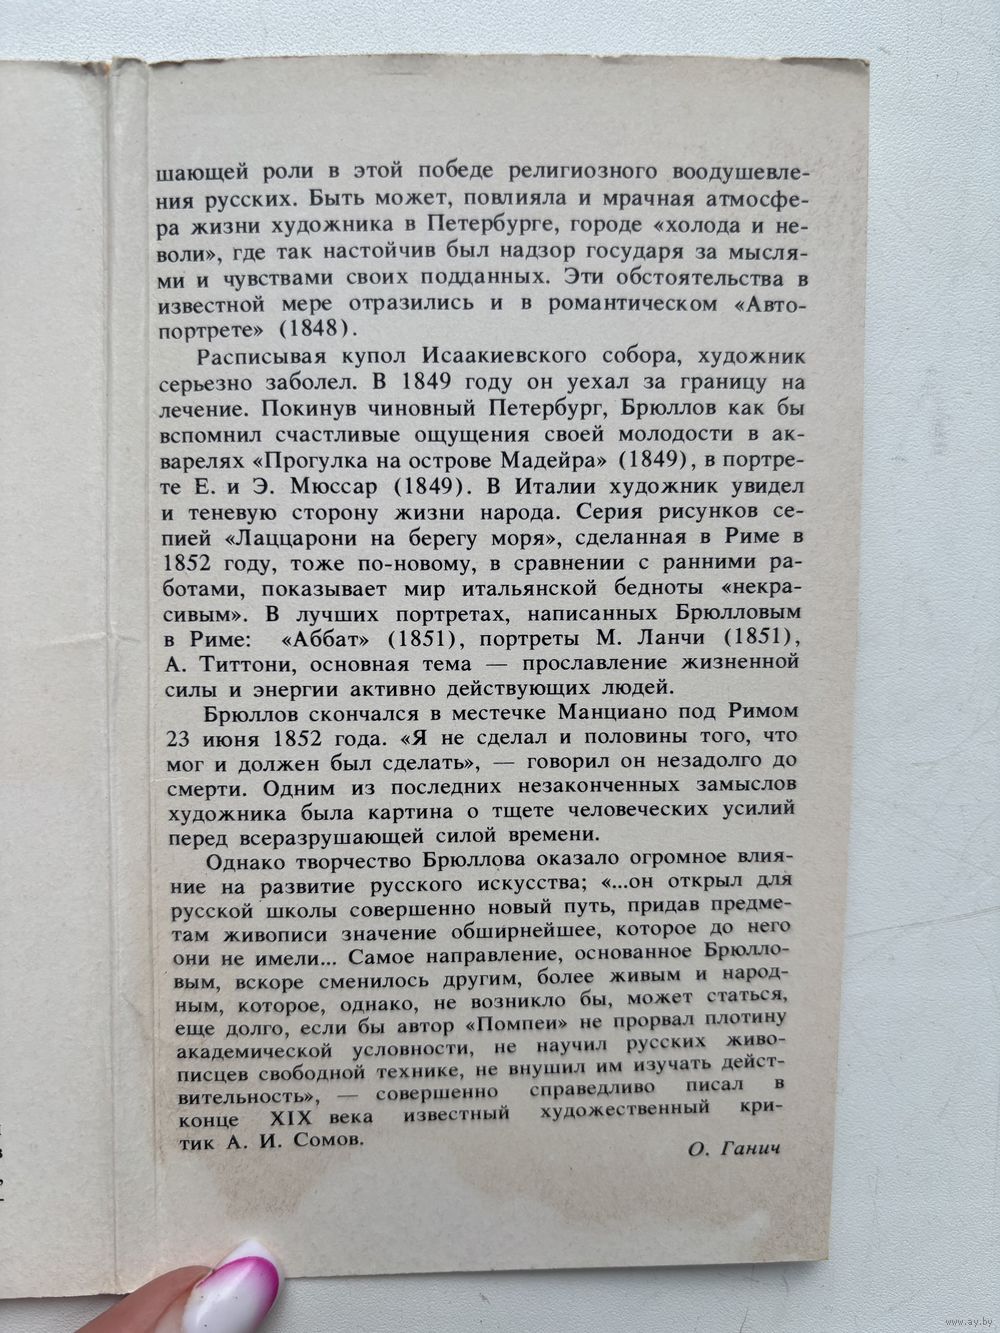 шающей роли в этой победе религиозного воодушевле-
ния русских. Быть может, повлияла и мрачная атмосфе-
ра жизни художника в Петербурге, городе «холода и не-
воли», где так настойчив был надзор государя за мысля-
ми и чувствами своих подданных. Эти обстоятельства в
известной мере отразились и в романтическом «Авто-
портрете» (1848).
Расписывая купол Исаакиевского собора, художник
серьезно заболел. В 1849 году он уехал за границу на
лечение. Покинув чиновный Петербург, Брюллов как бы
вспомнил счастливые ощущения своей молодости в ак-
варелях «Прогулка на острове Мадейра» (1849), в портре-
те Е. и Э. Мюссар (1849). В Италии художник увидел
и теневую сторону жизни народа. Серия рисунков се-
пией «Лаццарони на берегу моря», сделанная в Риме в
1852 году, тоже по-новому, в сравнении с ранними ра-
ботами, показывает мир итальянской бедноты «некра-
сивым». В лучших портретах, написанных Брюлловым
в Риме: «Аббат» (1851), портреты М. Ланчи (1851),
А. Титтони, основная тема — прославление жизненной
силы и энергии активно действующих людей.
Брюллов скончался в местечке Манциано под Римом
23 июня 1852 года. «Я не сделал и половины того, что
мог и должен был сделать», — говорил он незадолго до
смерти. Одним из последних незаконченных замыслов
художника была картина о тщете человеческих усилий
перед всеразрушающей силой времени.
Однако творчество Брюллова оказало огромное влия-
ние на развитие русского искусства; «...он открыл для
русской школы совершенно новый путь, придав предме-
там живописи значение обширнейшее, которое до него
они не имели... Самое направление, основанное Брюлло-
вым, вскоре сменилось другим, более живым и народ-
ным, которое, однако, не возникло бы, может статься,
еще долго, если бы автор «Помпеи» не прорвал плотину
академической условности, не научил русских живо-
писцев свободной технике, не внушил им изучать дейст-
вительность», — совершенно справедливо писал в
конце XIX века известный художественный кри-
тик А. И. Сомов.
О. Ганич
www.ay.by